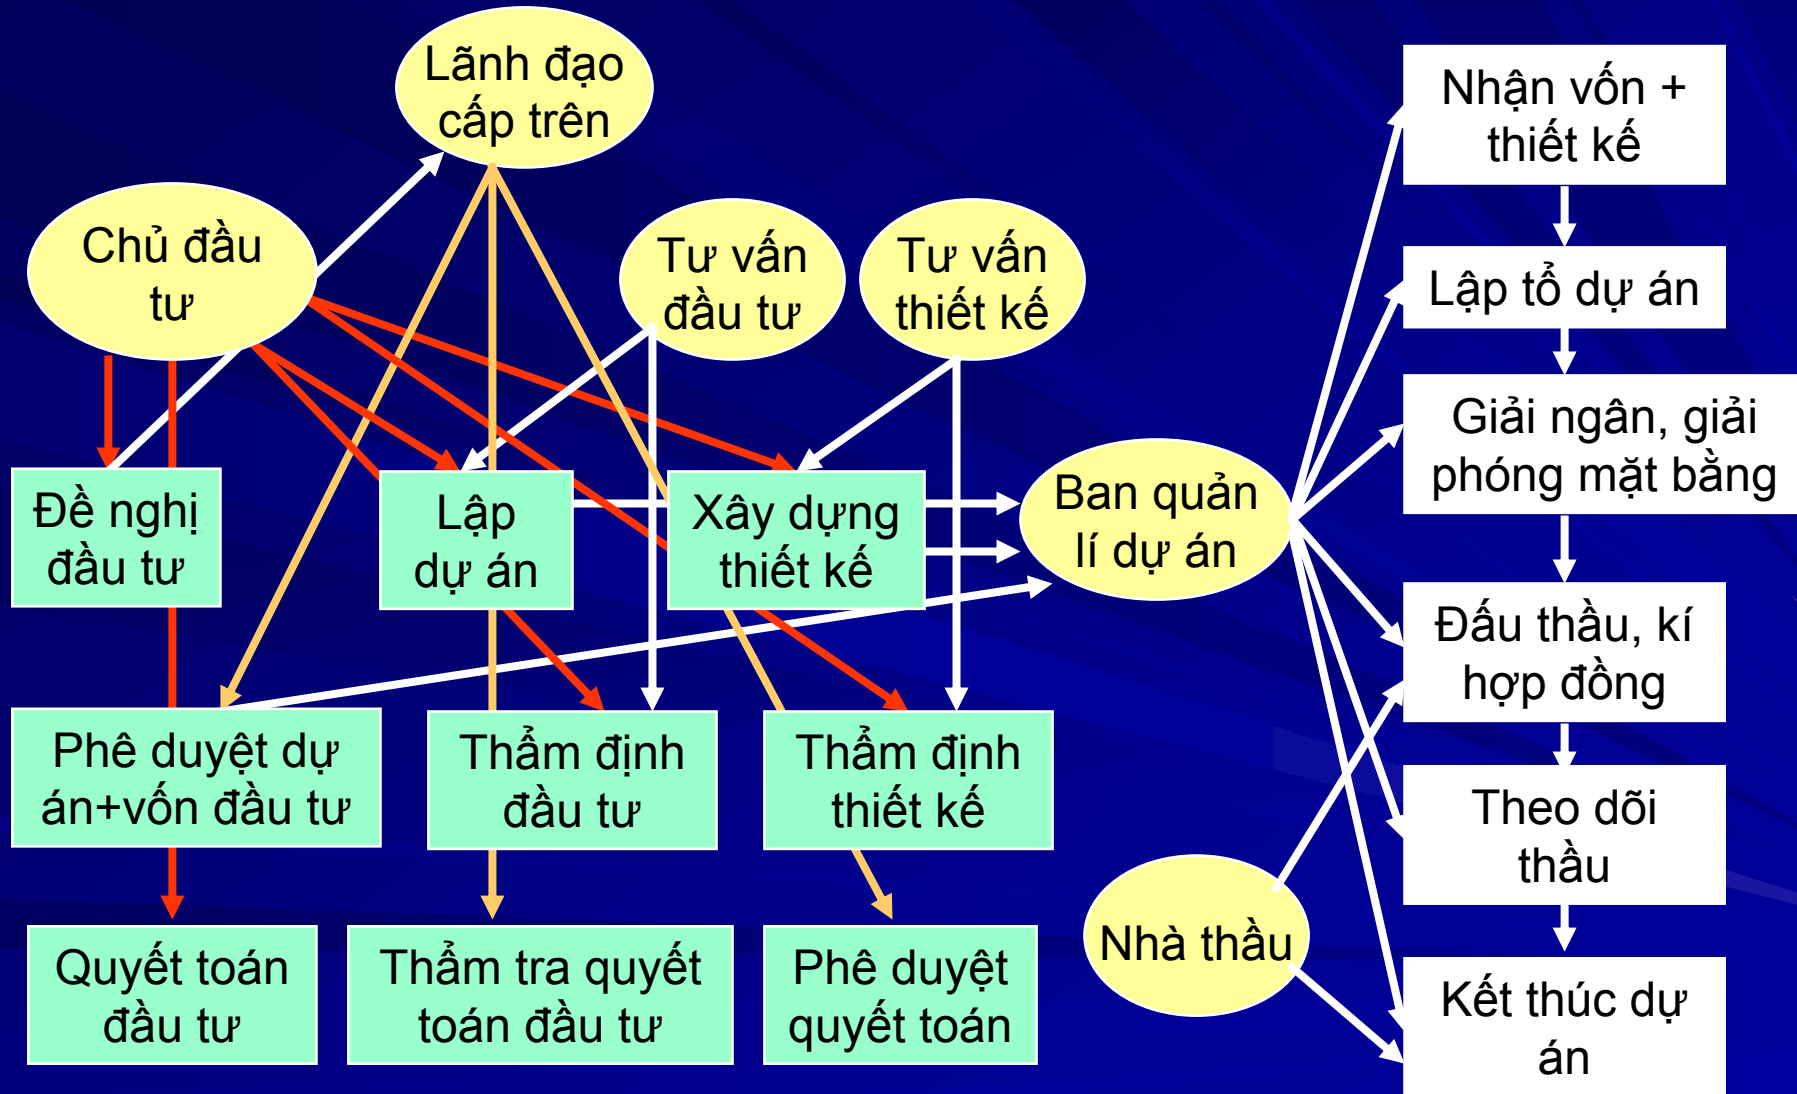 Lãnh đạo
cấp trên
Chủ đầu
tư
Tư vấn
đầu tư
Tư vấn
thiết kế
Đề nghị
đầu tư
Lập
dự án
Xây dựng
thiết kế
Ban quản
lí dự án
Phê duyệt dự
án+vốn đầu tư
Thẩm định
đầu tư
Thẩm định
thiết kế
Quyết toán
đầu tư
Thẩm tra quyết
toán đầu tư
Phê duyệt
quyết toán
Nhà thầu
Nhận vốn +
thiết kế
Lập tổ dự án
Giải ngân, giải
phóng mặt bằng
Đấu thầu, kí
hợp đồng
Theo dõi
thầu
Kết thúc dự
án